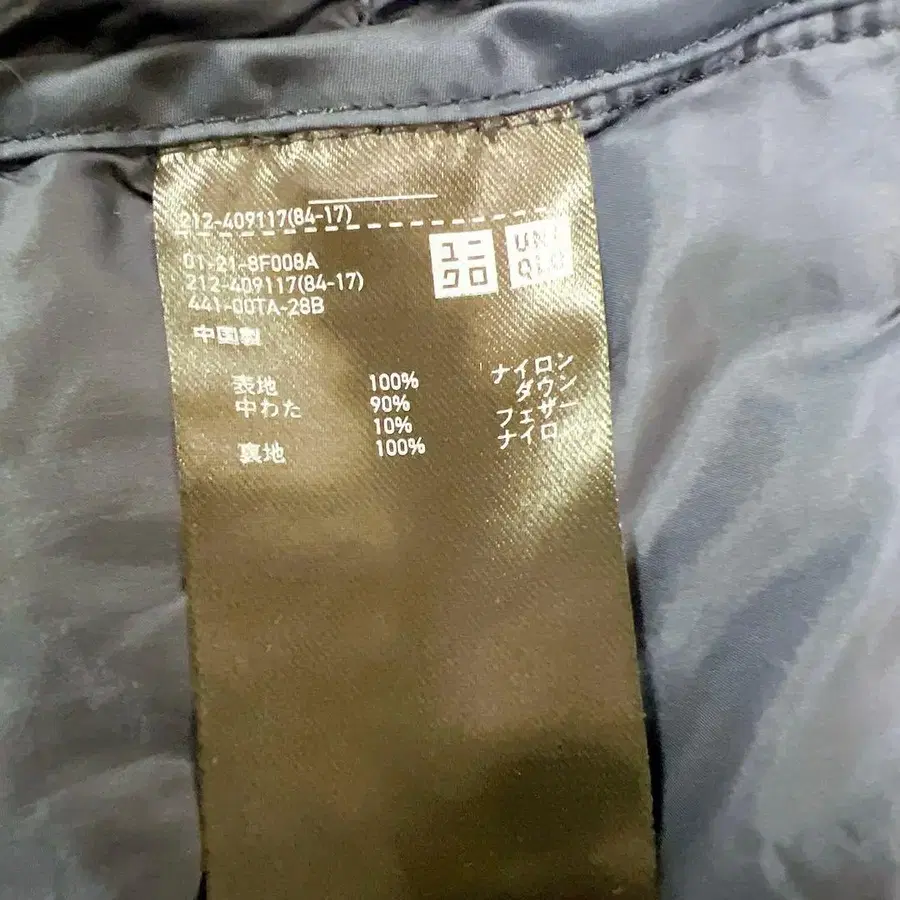 212-409117(84-17)
01-21-8F008A
212-409117(84-17)
441-00TA-28B
ユニ
クロ
UNI
QLO
中国製
表地 100% ナイロン
中わた 90% ダウン
10% フェザー
裏地 100% ナイロン